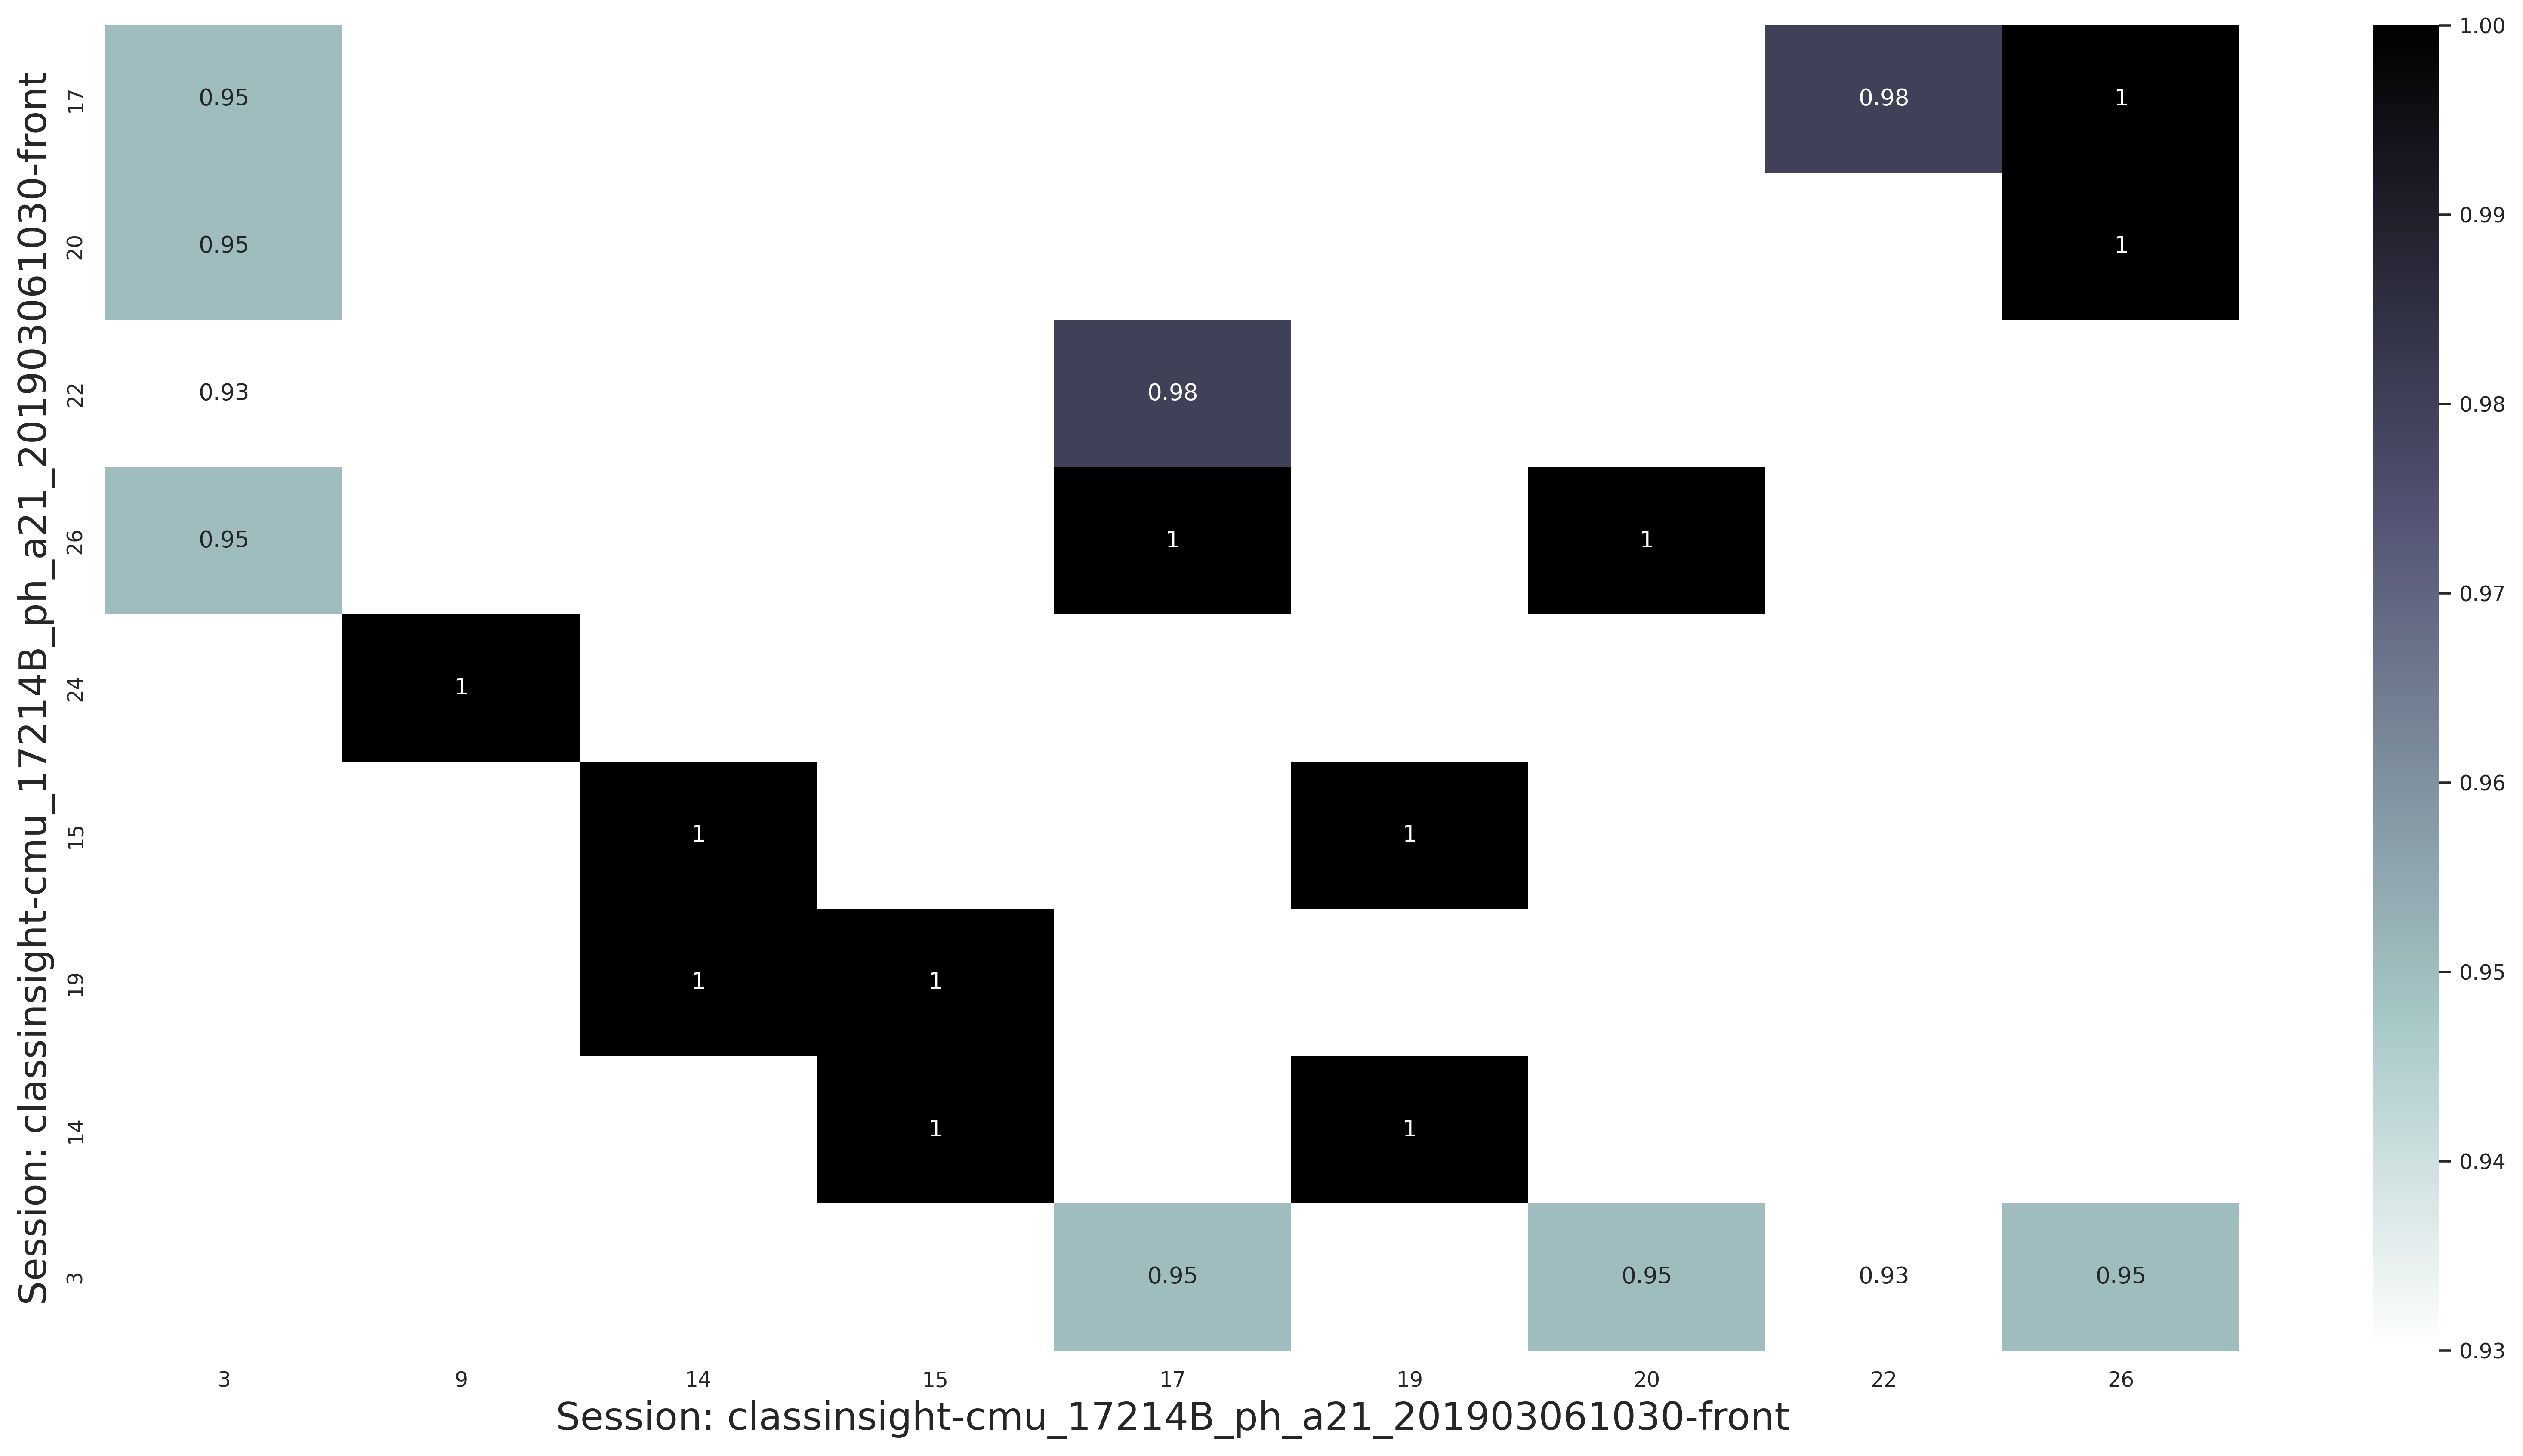 Session: classinsight-cmu_17214B_ph_a21_201903061030-front
17 0.95 0.98 1
20 0.95 1
22 0.93 0.98
26 0.95 1 1
24 1
15 1 1
19 1 1
14 1 1
3 0.95 0.95 0.93 0.95
3 9 14 15 17 19 20 22 26
Session: classinsight-cmu_17214B_ph_a21_201903061030-front
1.00
0.99
0.98
0.97
0.96
0.95
0.94
0.93